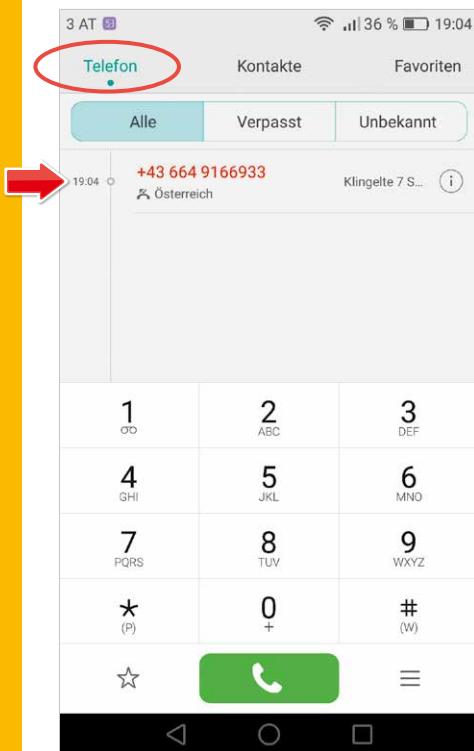 3 AT 36 % 19:04
Telefon Kontakte Favoriten
Alle Verpasst Unbekannt
19:04 +43 664 9166933 Klingelte 7 S...
Österreich
1 2 3
ABC DEF
4 5 6
GHI JKL MNO
7 8 9
PQRS TUV WXYZ
* 0 #
(P) + (W)